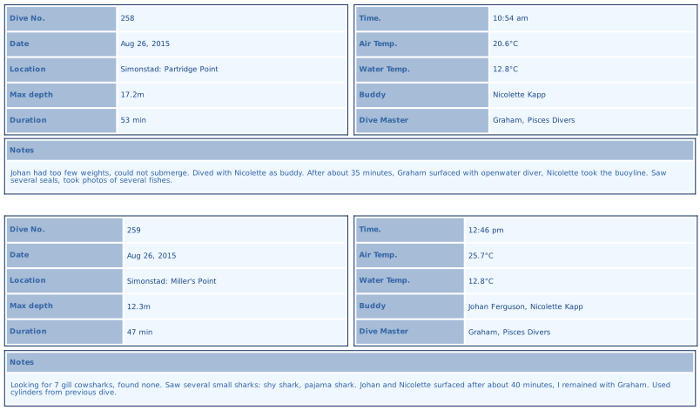 Dive No. 258 Time. 10:54 am
Date Aug 26, 2015 Air Temp. 20.6°C
Location Simonstad: Partridge Point Water Temp. 12.8°C
Max depth 17.2m Buddy Nicolette Kapp
Duration 53 min Dive Master Graham, Pisces Divers
Notes
Johan had too few weights, could not submerge. Dived with Nicolette as buddy. After about 35 minutes, Graham surfaced with openwater diver, Nicolette took the buoyline. Saw
several seals, took photos of several fishes.
Dive No. 259 Time. 12:46 pm
Date Aug 26, 2015 Air Temp. 25.7°C
Location Simonstad: Miller's Point Water Temp. 12.8°C
Max depth 12.3m Buddy Johan Ferguson, Nicolette Kapp
Duration 47 min Dive Master Graham, Pisces Divers
Notes
Looking for 7 gill cowsharks, found none. Saw several small sharks: shy shark, pajama shark. Johan and Nicolette surfaced after about 40 minutes, I remained with Graham. Used
cylinders from previous dive.